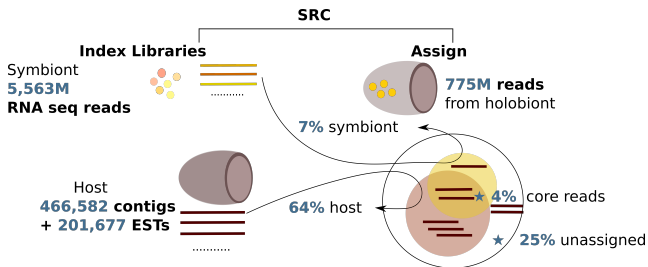 SRC
Index Libraries
Assign
Symbiont
5,563M
RNA seq reads
775M reads
from holobiont
7% symbiont
Host
466,582 contigs
+ 201,677 ESTs
64% host
4% core reads
25% unassigned